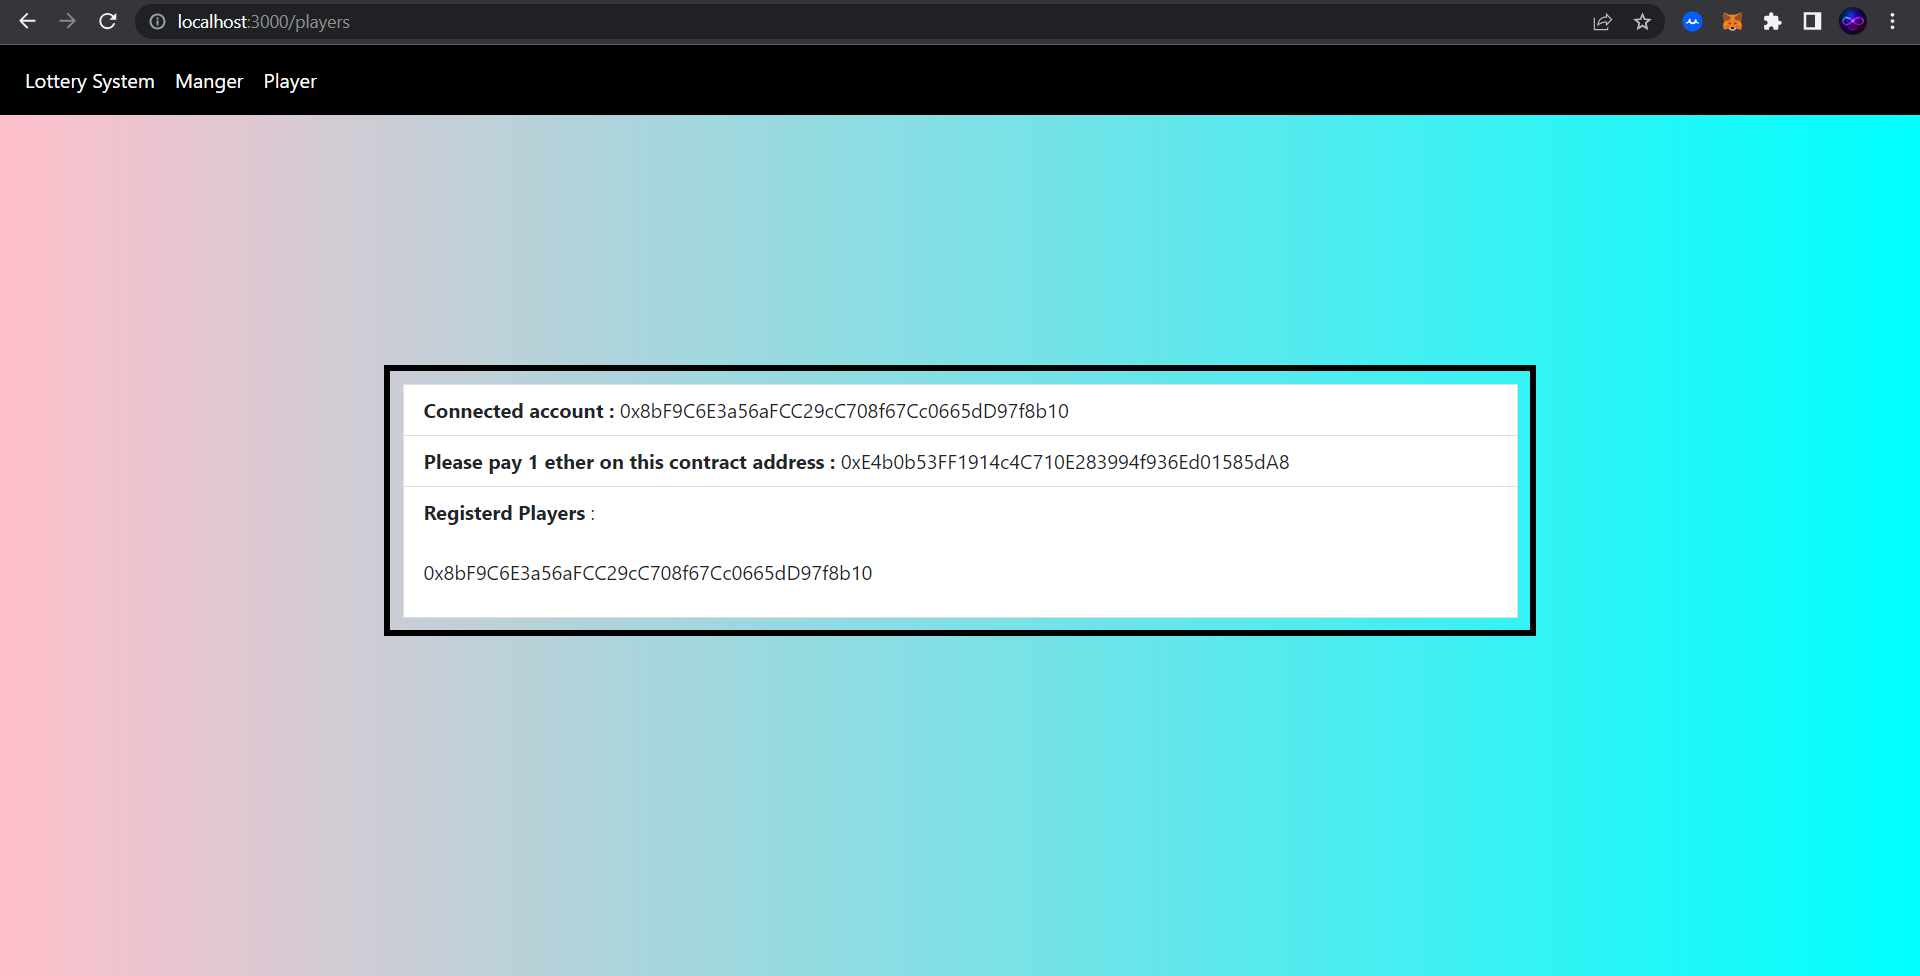 localhost:3000/players
Lottery System Manger Player
Connected account : 0x8bF9C6E3a56aFCC29cC708f67Cc0665dD97f8b10
Please pay 1 ether on this contract address : 0xE4b0b53FF1914c4C710E283994f936Ed01585dA8
Registerd Players :
0x8bF9C6E3a56aFCC29cC708f67Cc0665dD97f8b10